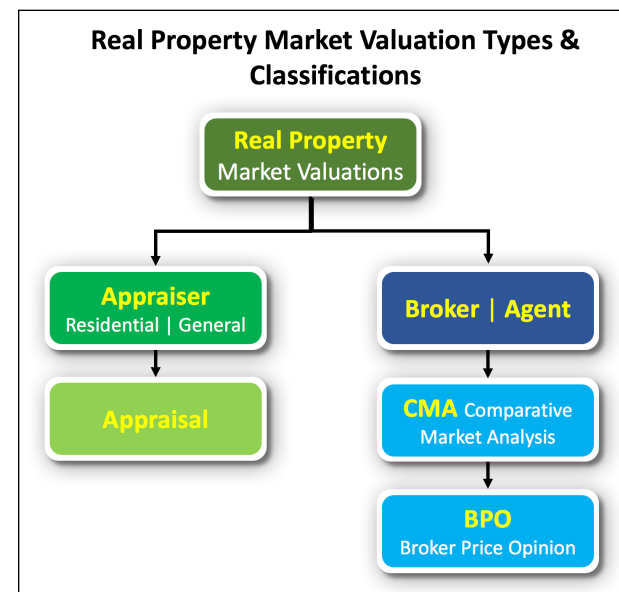 Real Property Market Valuation Types &
Classifications
Real Property
Market Valuations
Appraiser
Residential | General
Broker | Agent
Appraisal
CMA Comparative
Market Analysis
BPO
Broker Price Opinion